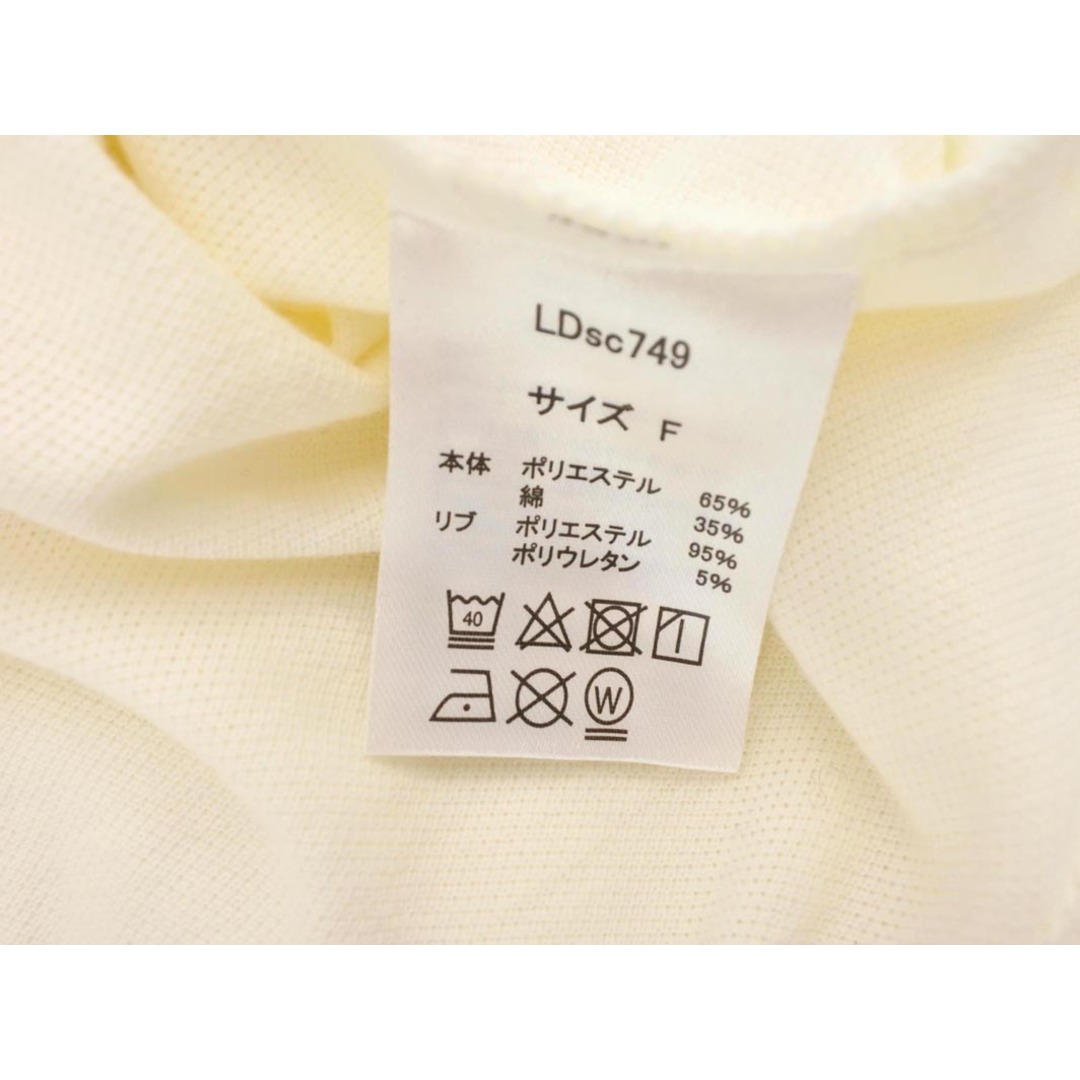 LDsc749
サイズ F
本体 ポリエステル 65%
綿 35%
リブ ポリエステル 95%
ポリウレタン 5%
40
W